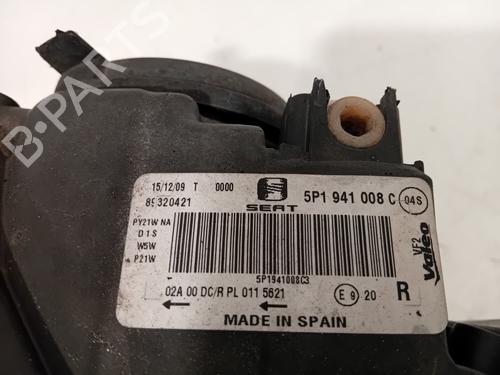 B-PARTS
15/12/09 T 0000
89320421
SEAT
5P1 941 008 C
04S
PY21W NA
D1S
W5W
P21W
5P1941008C3
VF2
Valeo
02A 00 DC/R PL 011 5621
E 9 20
R
MADE IN SPAIN